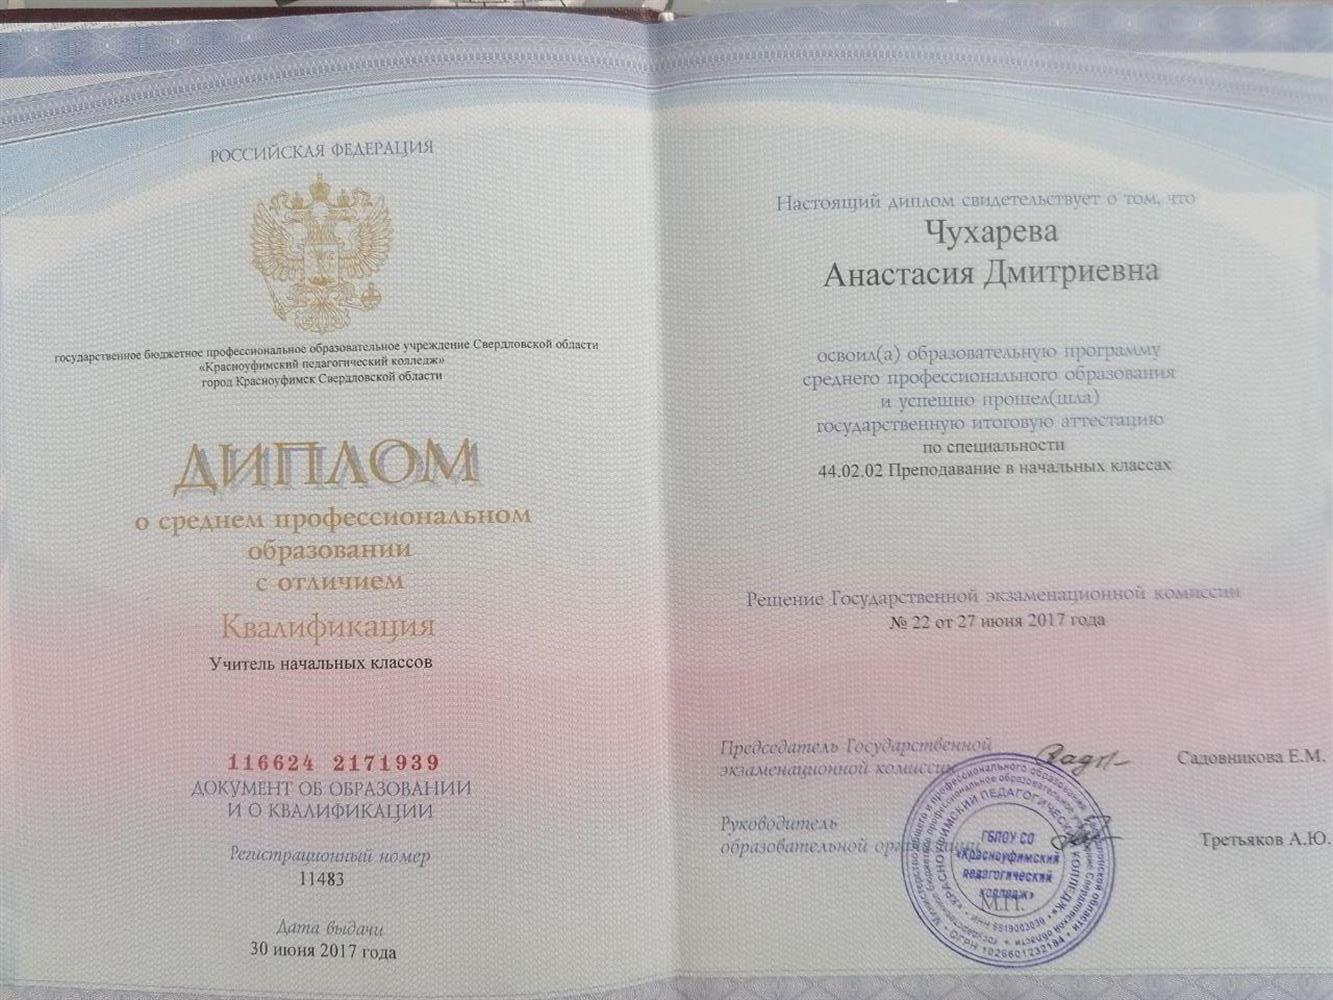 РОССИЙСКАЯ ФЕДЕРАЦИЯ
государственное бюджетное профессиональное образовательное учреждение Свердловской области
«Красноуфимский педагогический колледж»
город Красноуфимск Свердловской области
ДИПЛОМ
о среднем профессиональном
образовании
с отличием
Квалификация
Учитель начальных классов
116624 2171939
ДОКУМЕНТ ОБ ОБРАЗОВАНИИ
И О КВАЛИФИКАЦИИ
Регистрационный номер
11483
Дата выдачи
30 июня 2017 года
Настоящий диплом свидетельствует о том, что
Чухарева
Анастасия Дмитриевна
освоил(а) образовательную программу
среднего профессионального образования
и успешно прошел(шла)
государственную итоговую аттестацию
по специальности
44.02.02 Преподавание в начальных классах
Решение Государственной экзаменационной комиссии
№ 22 от 27 июня 2017 года
Председатель Государственной
экзаменационной комиссии
Садовникова Е.М.
Руководитель
образовательной организации
Третьяков А.Ю.
ГБПОУ СО
«Красноуфимский
педагогический
колледж»
М.П.